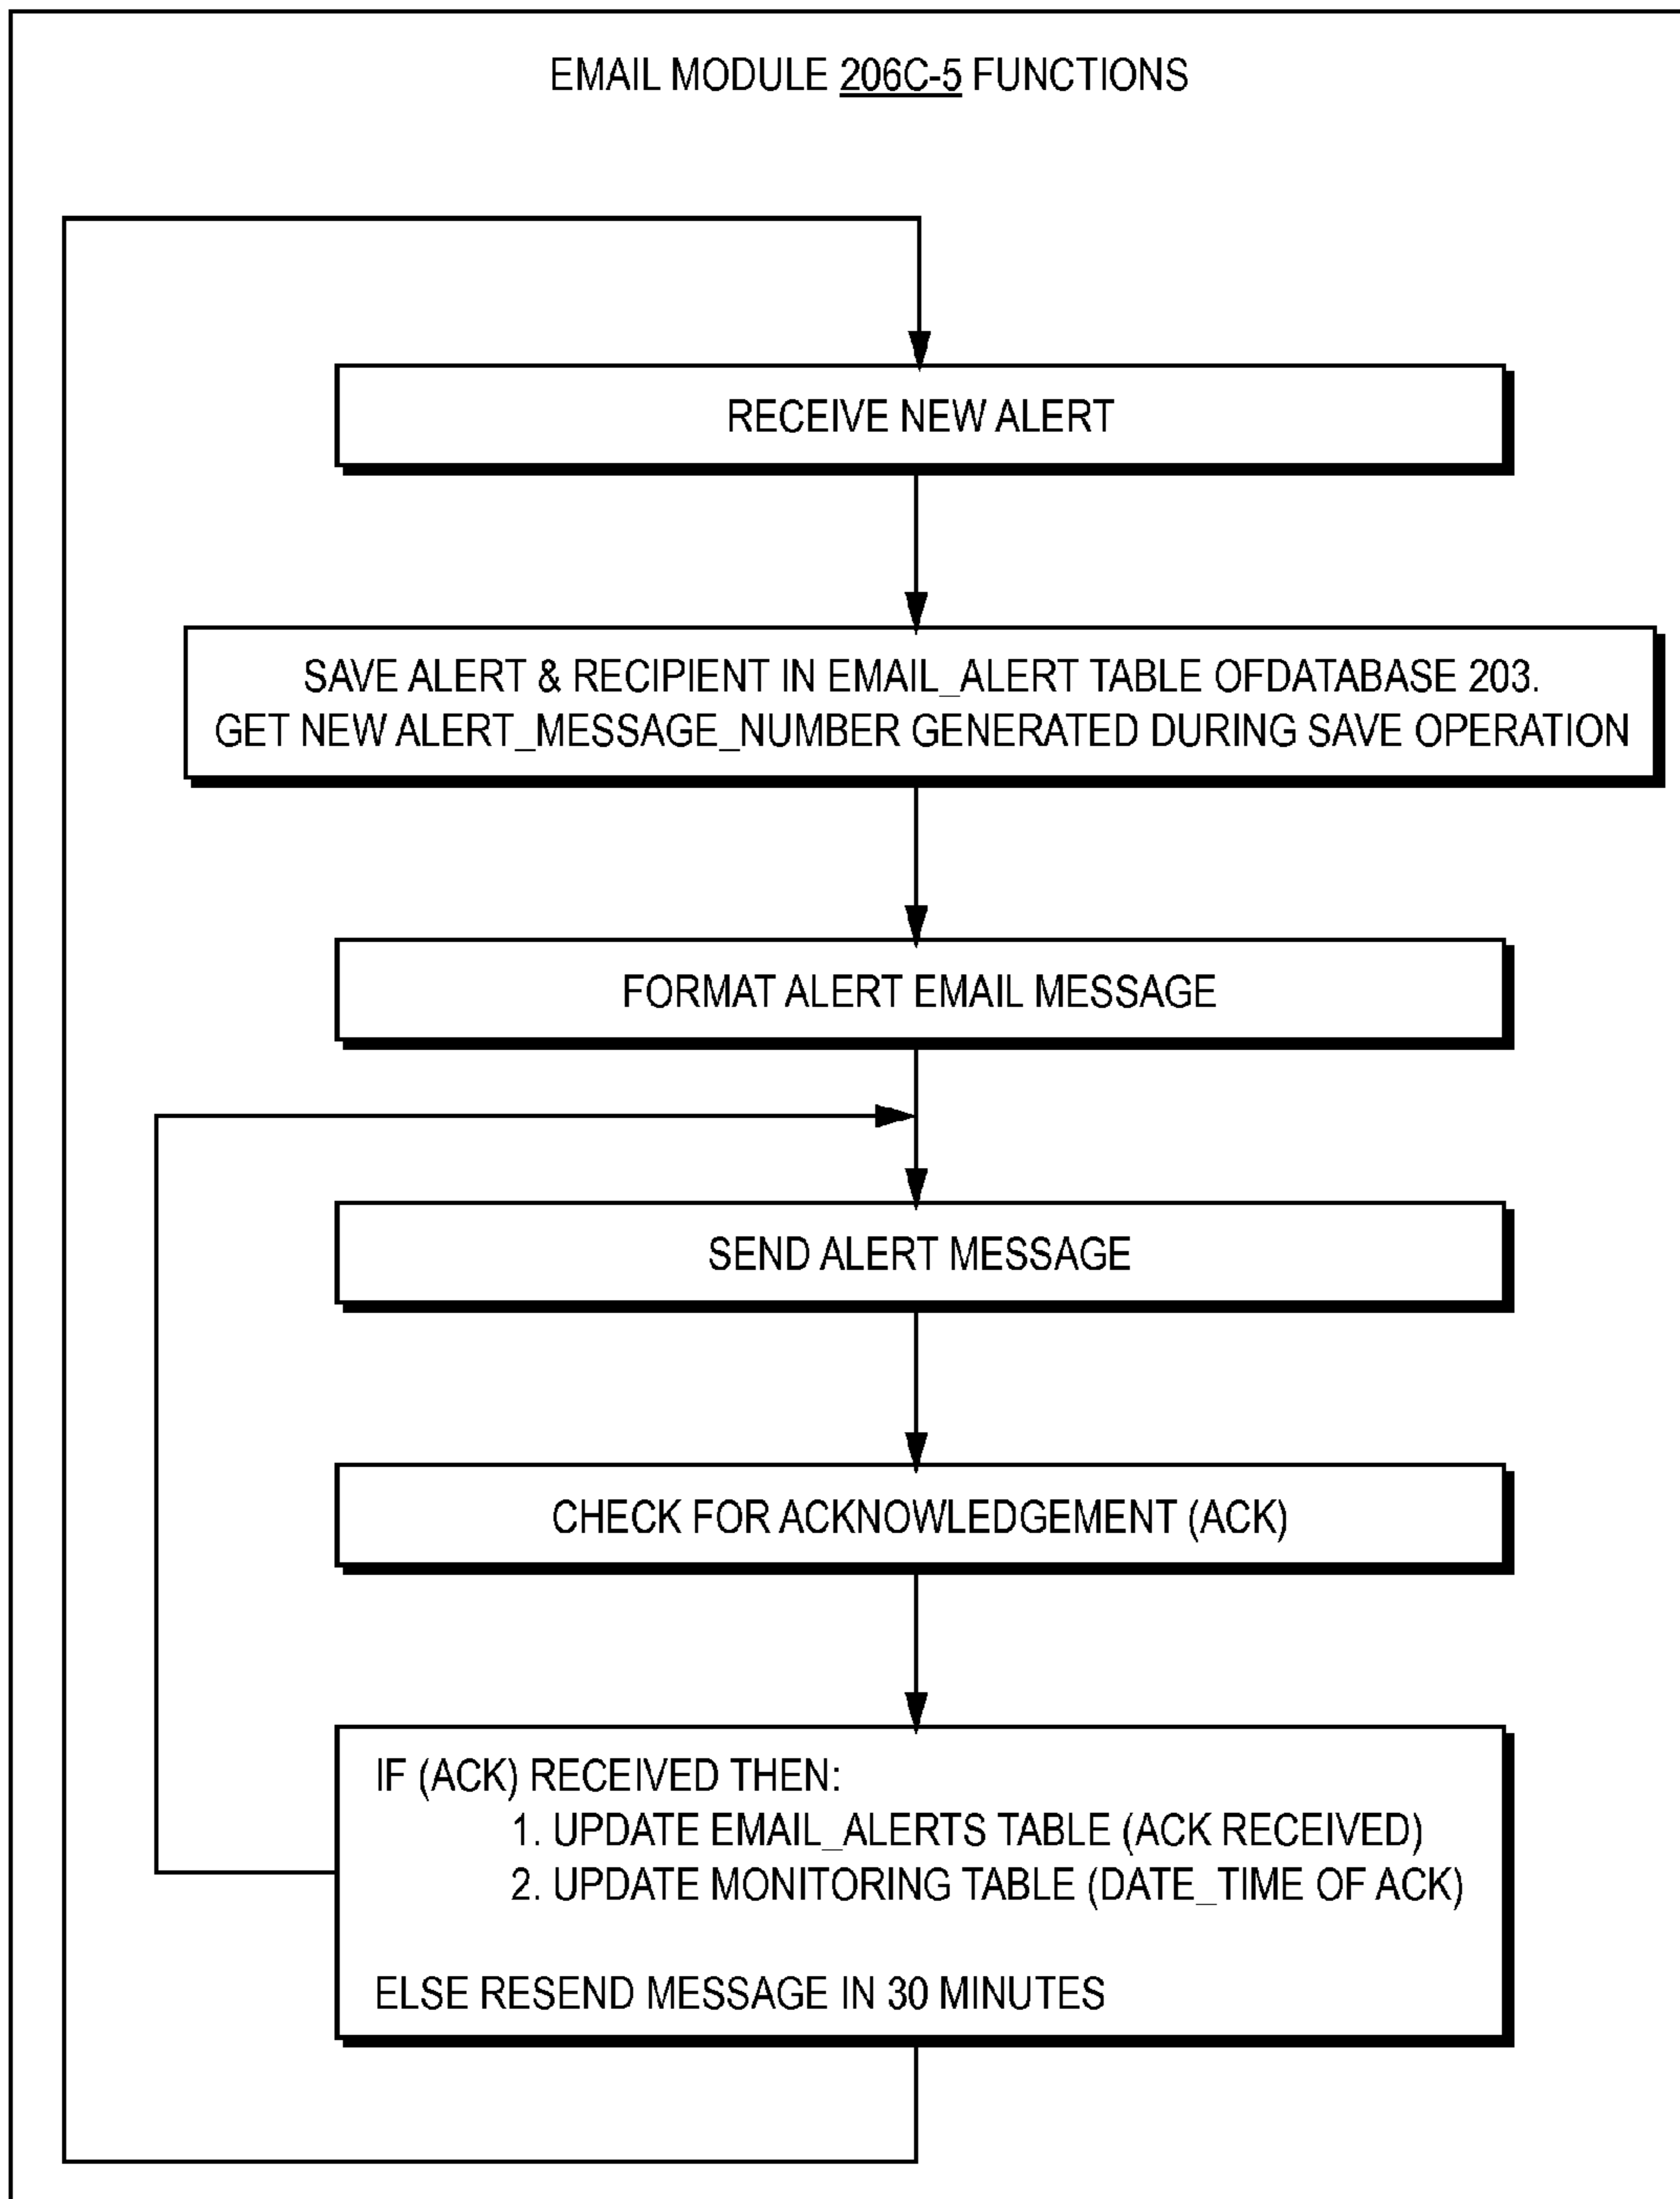 EMAIL MODULE 206C-5 FUNCTIONS
RECEIVE NEW ALERT
SAVE ALERT & RECIPIENT IN EMAIL_ALERT TABLE OFDATABASE 203.
GET NEW ALERT_MESSAGE_NUMBER GENERATED DURING SAVE OPERATION
FORMAT ALERT EMAIL MESSAGE
SEND ALERT MESSAGE
CHECK FOR ACKNOWLEDGEMENT (ACK)
IF (ACK) RECEIVED THEN:
1. UPDATE EMAIL_ALERTS TABLE (ACK RECEIVED)
2. UPDATE MONITORING TABLE (DATE_TIME OF ACK)
ELSE RESEND MESSAGE IN 30 MINUTES